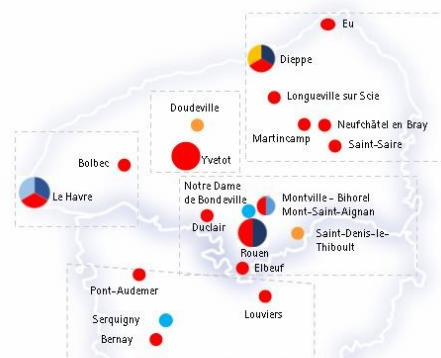 Eu
Dieppe
Longueville sur Scie
Doudeville
Martincamp
Neufchâtel en Bray
Saint-Saire
Yvetot
Bolbec
Le Havre
Notre Dame
de Bondeville
Montville - Bihorel
Mont-Saint-Aignan
Duclair
Saint-Denis-le-
Thiboult
Rouen
Elbeuf
Pont-Audemer
Louviers
Serquigny
Bernay